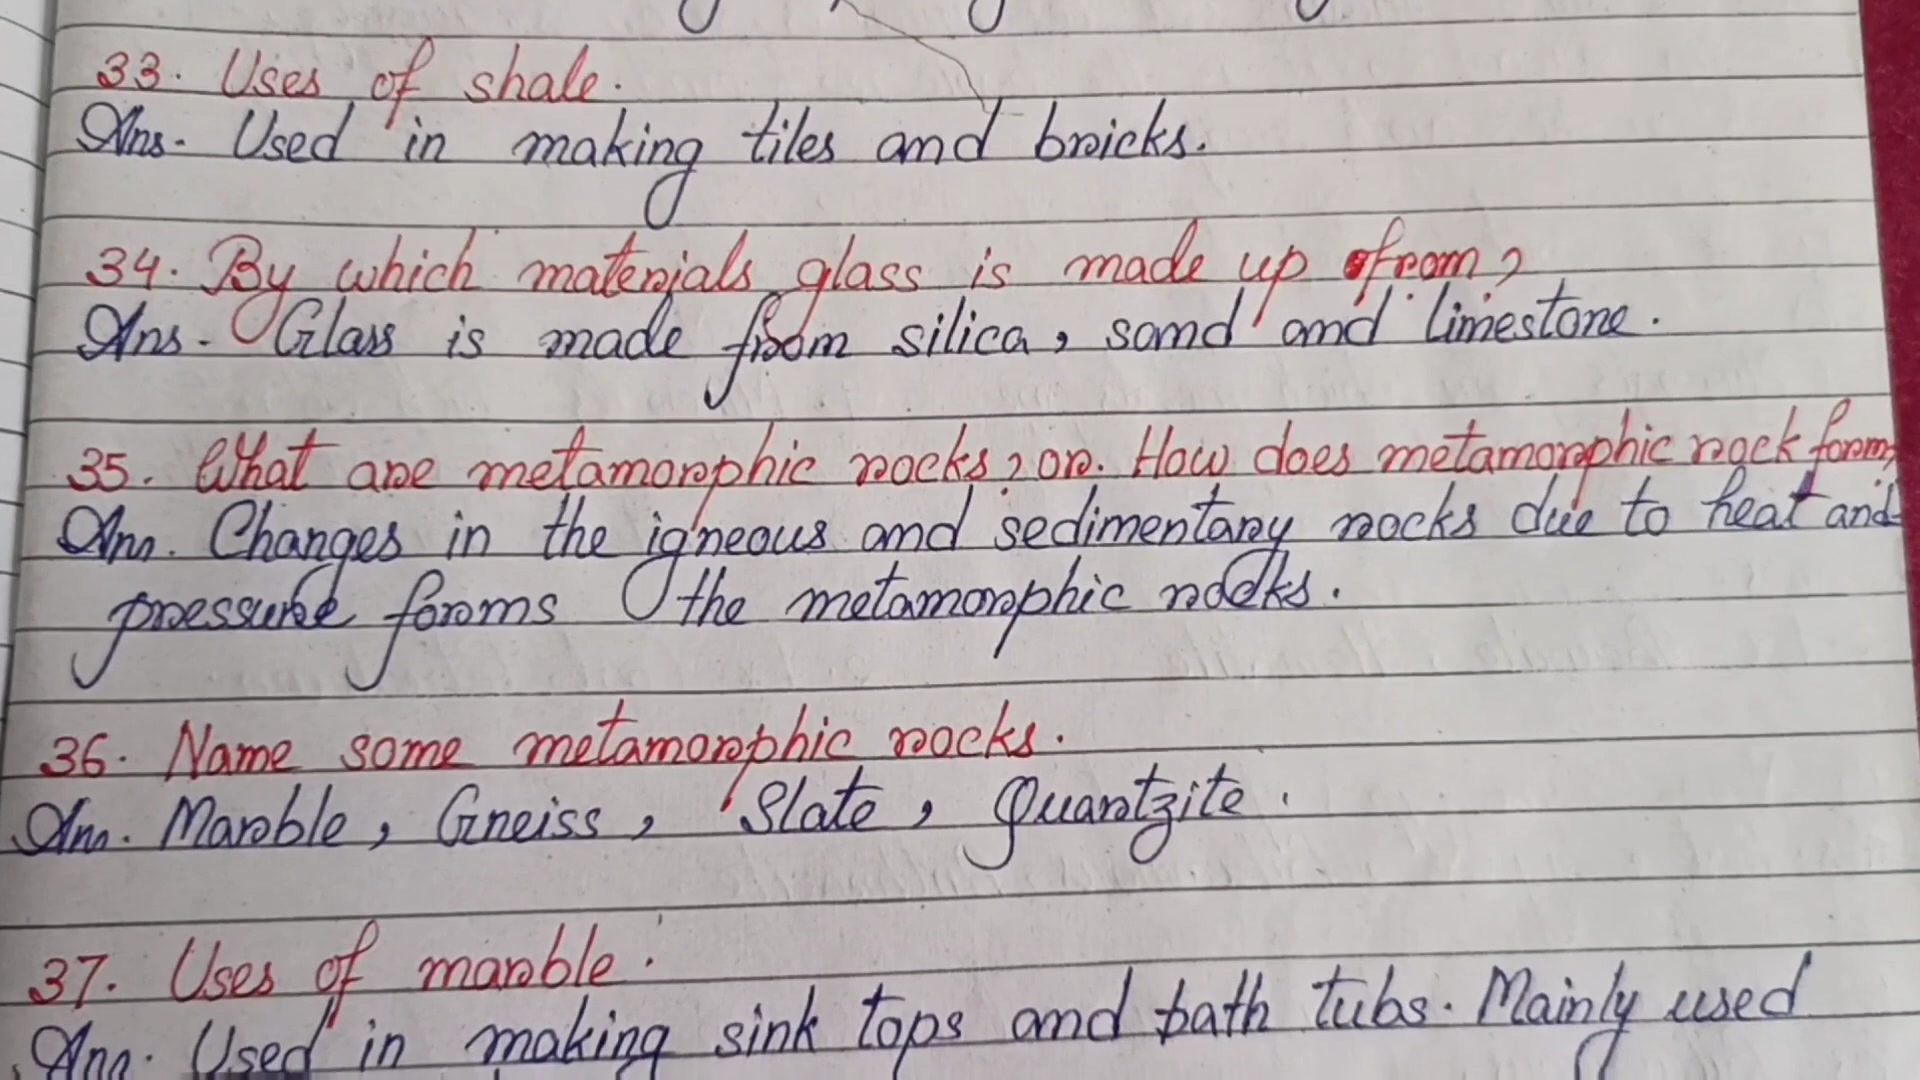 33. Uses of shale.
Ans. Used in making tiles and bricks.
34. By which materials glass is made up from?
Ans. Glass is made from silica, sand and limestone.
35. What are metamorphic rocks? or. How does metamorphic rock form?
Ans. Changes in the igneous and sedimentary rocks due to heat and
pressure forms the metamorphic rocks.
36. Name some metamorphic rocks.
Ans. Marble, Gneiss, Slate, Quartzite.
37. Uses of marble.
Ans. Used in making sink tops and bath tubs. Mainly used